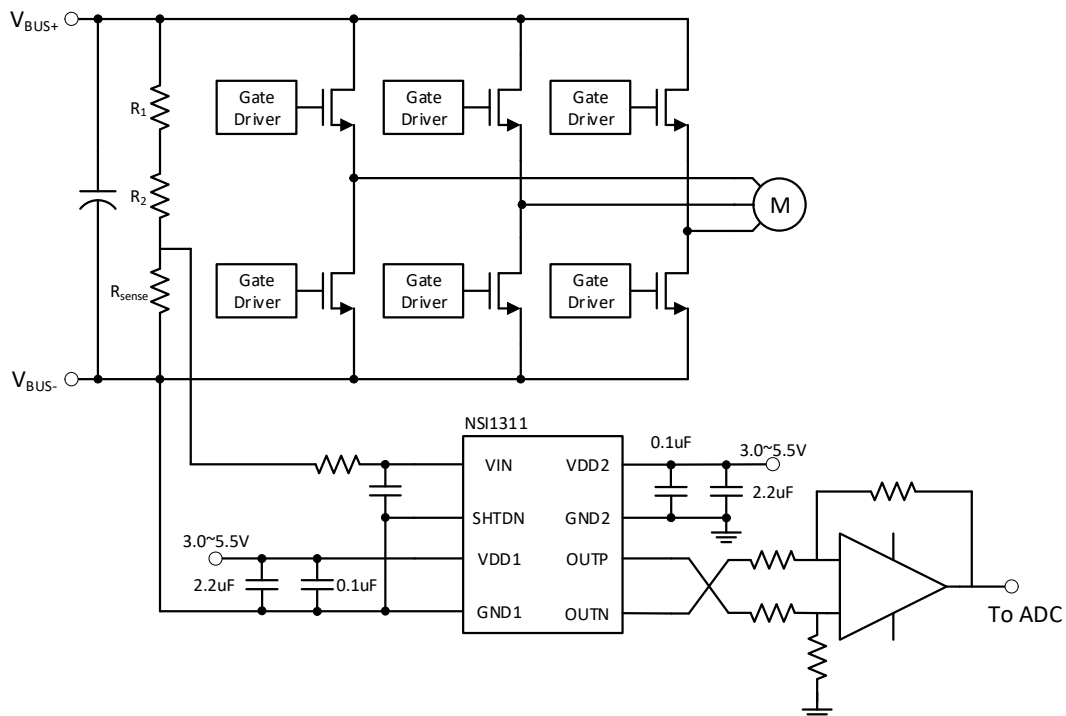 VBUS+
R1
Gate
Driver
Gate
Driver
Gate
Driver
R2
M
Rsense
Gate
Driver
Gate
Driver
Gate
Driver
VBUS-
NSI1311
VIN
VDD2
0.1uF
3.0~5.5V
2.2uF
SHTDN
GND2
3.0~5.5V
VDD1
OUTP
2.2uF
0.1uF
GND1
OUTN
To ADC